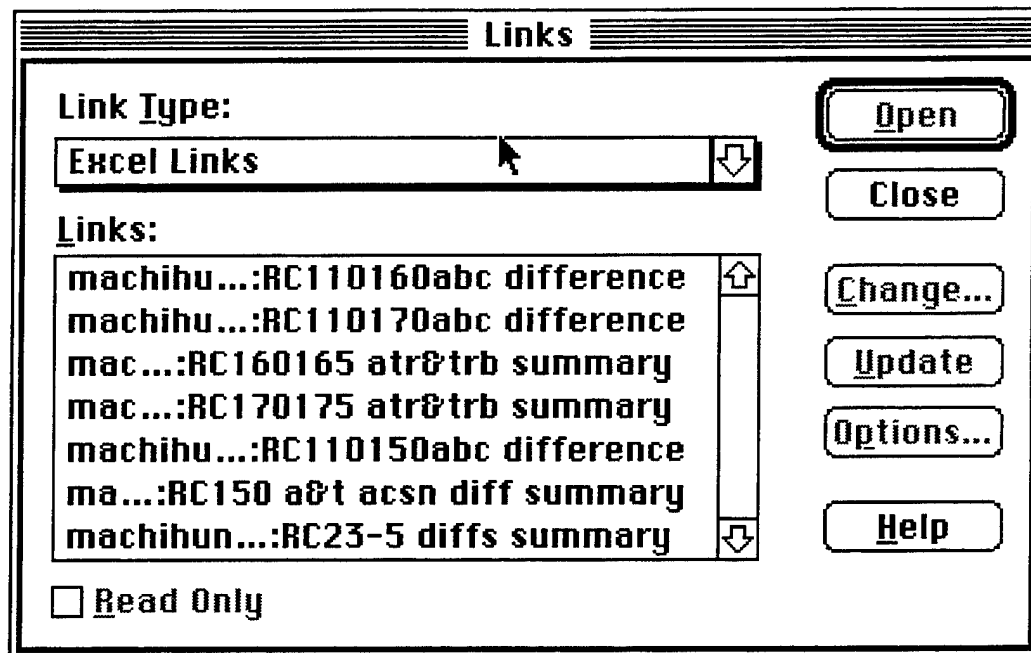 Links
Link Type:
Excel Links
Links:
machihu...:RC110160abc difference
machihu...:RC110170abc difference
mac...:RC160165 atr&trb summary
mac...:RC170175 atr&trb summary
machihu...:RC110150abc difference
ma...:RC150 a&t acsn diff summary
machihun...:RC23-5 diffs summary
Read Only
Open
Close
Change...
Update
Options...
Help